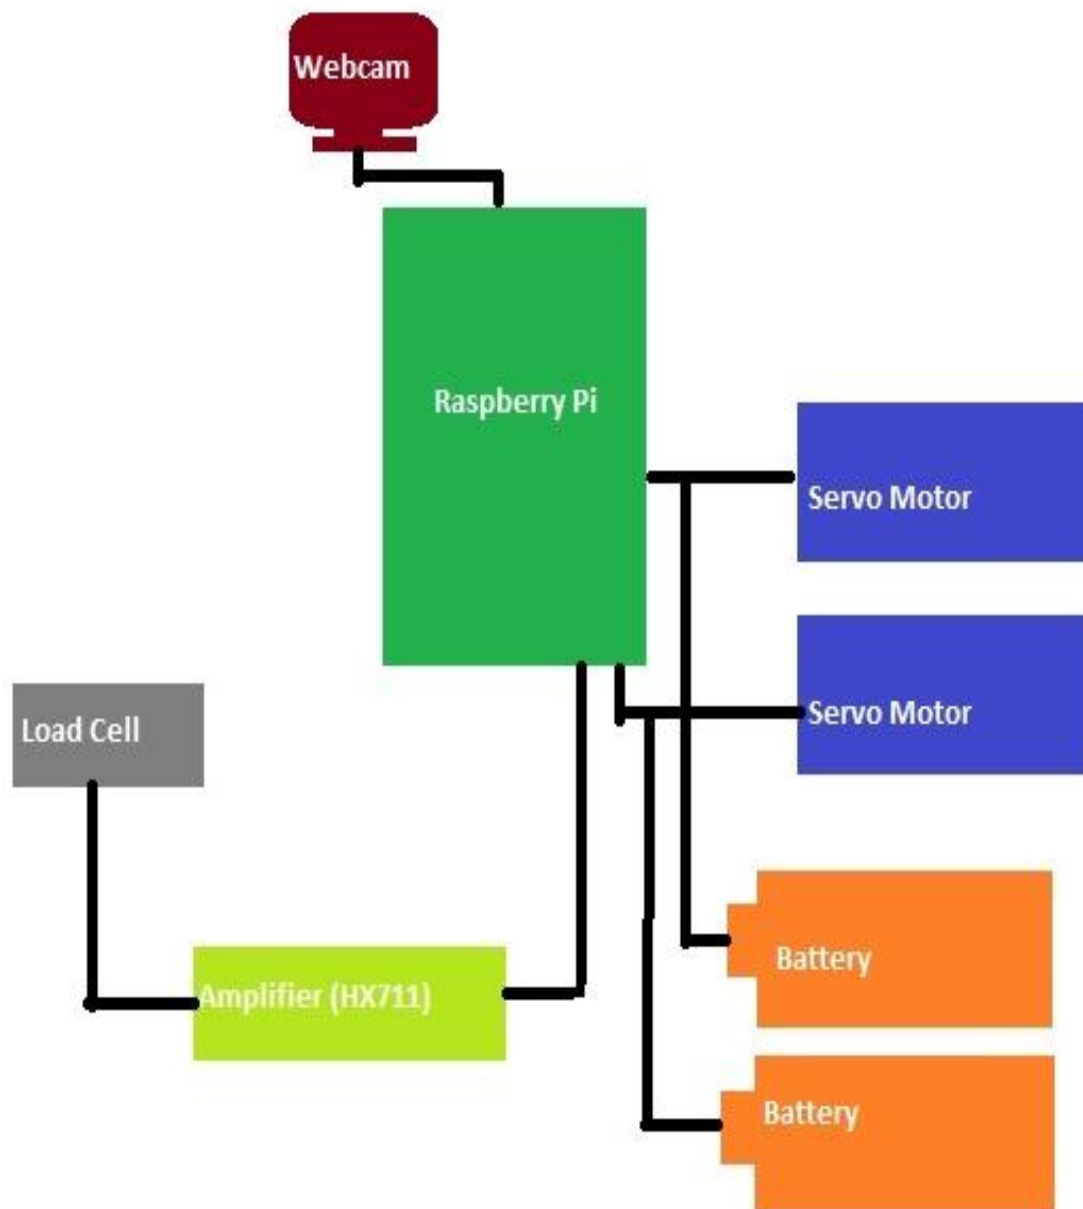 Webcam
Raspberry Pi
Servo Motor
Servo Motor
Load Cell
Amplifier (HX711)
Battery
Battery